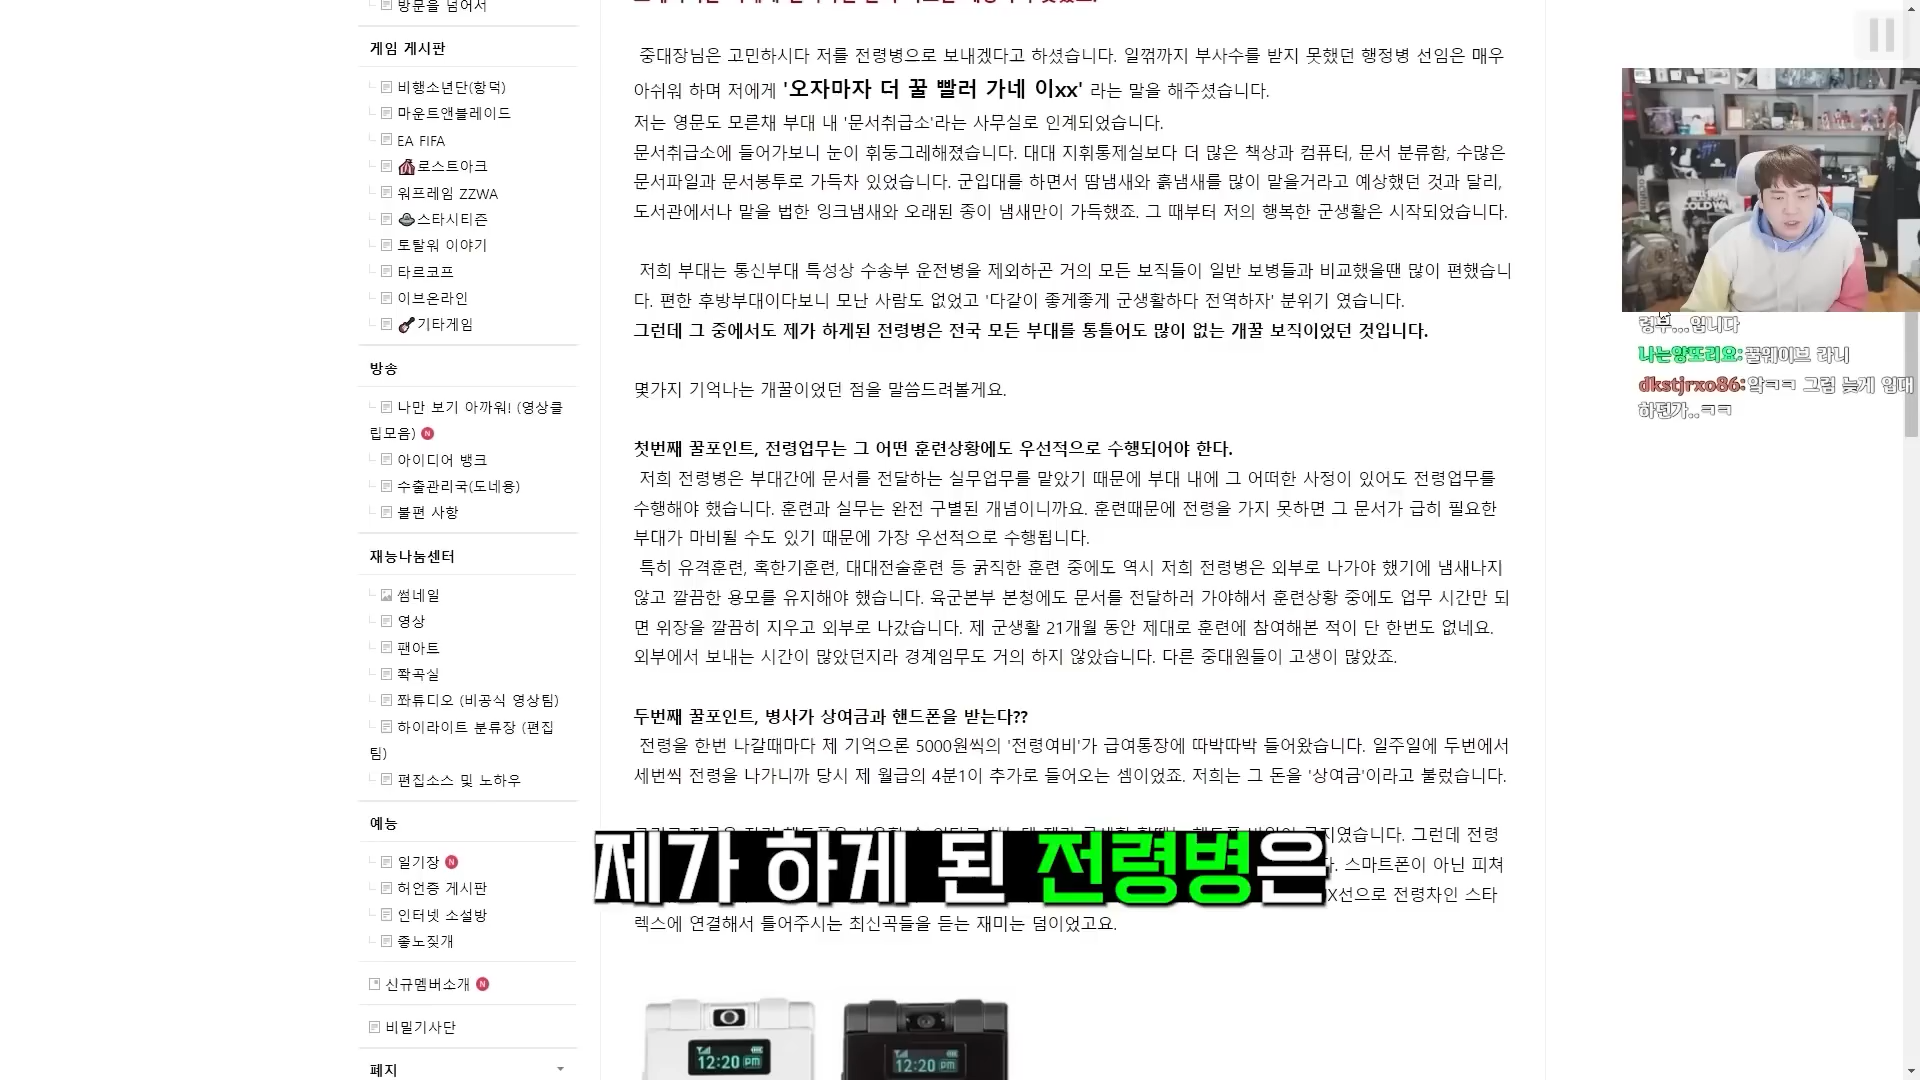 방문을 넘어서
게임 게시판
비행소년단(항덕)
마운트앤블레이드
EA FIFA
로스트아크
워프레임 ZZWA
스타시티즌
토탈워 이야기
타르코프
이브온라인
기타게임
방송
나만 보기 아까워! (영상클
립모음) N
아이디어 뱅크
수출관리국(도네용)
불편 사항
재능나눔센터
썸네일
영상
팬아트
쫙곡실
쫘튜디오 (비공식 영상팀)
하이라이트 분류장 (편집
팀)
편집소스 및 노하우
예능
일기장 N
허언증 게시판
인터넷 소설방
좋노짖개
신규멤버소개 N
비밀기사단
폐지
중대장님은 고민하시다 저를 전령병으로 보내겠다고 하셨습니다. 일꺾까지 부사수를 받지 못했던 행정병 선임은 매우
아쉬워 하며 저에게 '오자마자 더 꿀 빨러 가네 이xx' 라는 말을 해주셨습니다.
저는 영문도 모른채 부대 내 '문서취급소'라는 사무실로 인계되었습니다.
문서취급소에 들어가보니 눈이 휘둥그레해졌습니다. 대대 지휘통제실보다 더 많은 책상과 컴퓨터, 문서 분류함, 수많은
문서파일과 문서봉투로 가득차 있었습니다. 군입대를 하면서 땀냄새와 흙냄새를 많이 맡을거라고 예상했던 것과 달리,
도서관에서나 맡을 법한 잉크냄새와 오래된 종이 냄새만이 가득했죠. 그 때부터 저의 행복한 군생활은 시작되었습니다.
저희 부대는 통신부대 특성상 수송부 운전병을 제외하곤 거의 모든 보직들이 일반 보병들과 비교했을땐 많이 편했습니
다. 편한 후방부대이다보니 모난 사람도 없었고 '다같이 좋게좋게 군생활하다 전역하자' 분위기 였습니다.
그런데 그 중에서도 제가 하게된 전령병은 전국 모든 부대를 통틀어도 많이 없는 개꿀 보직이었던 것입니다.
몇가지 기억나는 개꿀이었던 점을 말씀드려볼게요.
첫번째 꿀포인트, 전령업무는 그 어떤 훈련상황에도 우선적으로 수행되어야 한다.
저희 전령병은 부대간에 문서를 전달하는 실무업무를 맡았기 때문에 부대 내에 그 어떠한 사정이 있어도 전령업무를
수행해야 했습니다. 훈련과 실무는 완전 구별된 개념이니까요. 훈련때문에 전령을 가지 못하면 그 문서가 급히 필요한
부대가 마비될 수도 있기 때문에 가장 우선적으로 수행됩니다.
특히 유격훈련, 혹한기훈련, 대대전술훈련 등 굵직한 훈련 중에도 역시 저희 전령병은 외부로 나가야 했기에 냄새나지
않고 깔끔한 용모를 유지해야 했습니다. 육군본부 본청에도 문서를 전달하러 가야해서 훈련상황 중에도 업무 시간만 되
면 위장을 깔끔히 지우고 외부로 나갔습니다. 제 군생활 21개월 동안 제대로 훈련에 참여해본 적이 단 한번도 없네요.
외부에서 보내는 시간이 많았던지라 경계임무도 거의 하지 않았습니다. 다른 중대원들이 고생이 많았죠.
두번째 꿀포인트, 병사가 상여금과 핸드폰을 받는다??
전령을 한번 나갈때마다 제 기억으론 5000원씩의 '전령여비'가 급여통장에 따박따박 들어왔습니다. 일주일에 두번에서
세번씩 전령을 나가니까 당시 제 월급의 4분1이 추가로 들어오는 셈이었죠. 저희는 그 돈을 '상여금'이라고 불렀습니다.
지였습니다. 그런데 전령
스마트폰이 아닌 피쳐
X선으로 전령차인 스타
렉스에 연결해서 틀어주시는 최신곡들을 듣는 재미는 덤이었고요.
제가 하게 된 전령병은
12:20 pm
12:20 pm
령부...입니다
나는양또리요: 꿀웨이브 라니
dkstjrxo86: 앜ㅋㅋ 그럼 늦게 입대
하던가..ㅋㅋ